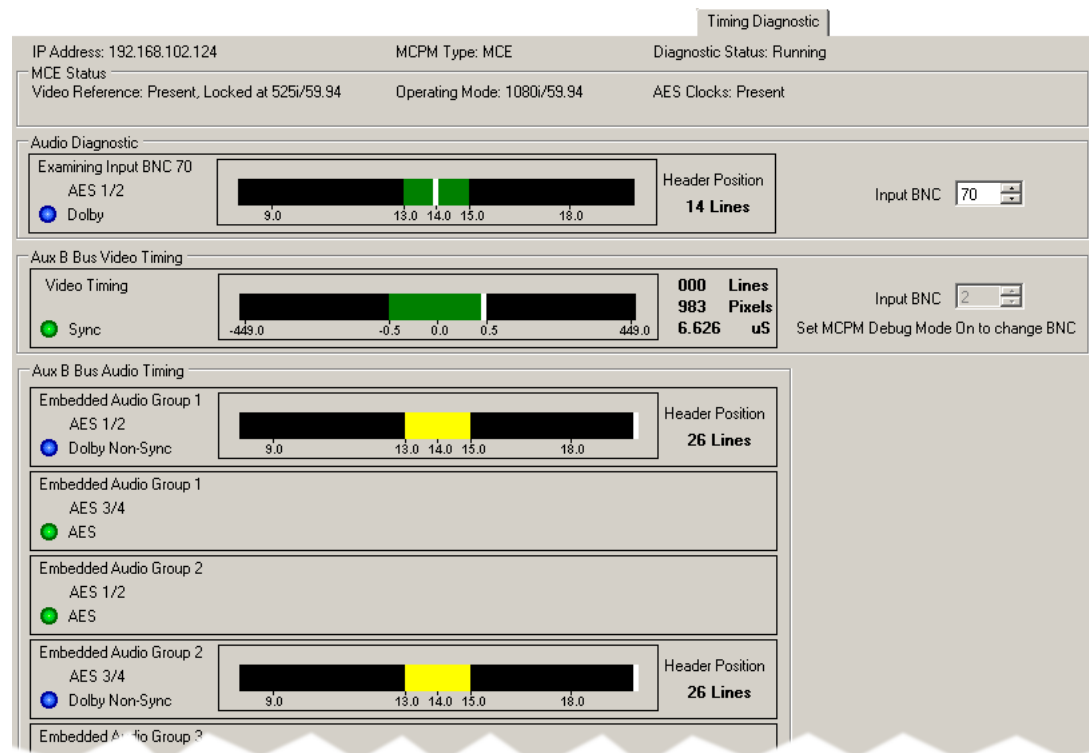 Timing Diagnostic
IP Address: 192.168.102.124 MCPM Type: MCE Diagnostic Status: Running
MCE Status
Video Reference: Present, Locked at 525i/59.94 Operating Mode: 1080i/59.94 AES Clocks: Present
Audio Diagnostic
Examining Input BNC 70
AES 1/2
Dolby
9.0 13.0 14.0 15.0 18.0
Header Position
14 Lines
Input BNC 70
Aux B Bus Video Timing
Video Timing
Sync
-449.0 -0.5 0.0 0.5 449.0
000 Lines
983 Pixels
6.626 uS
Input BNC 2
Set MCPM Debug Mode On to change BNC
Aux B Bus Audio Timing
Embedded Audio Group 1
AES 1/2
Dolby Non-Sync
9.0 13.0 14.0 15.0 18.0
Header Position
26 Lines
Embedded Audio Group 1
AES 3/4
AES
Embedded Audio Group 2
AES 1/2
AES
Embedded Audio Group 2
AES 3/4
Dolby Non-Sync
9.0 13.0 14.0 15.0 18.0
Header Position
26 Lines
Embedded Audio Group 3